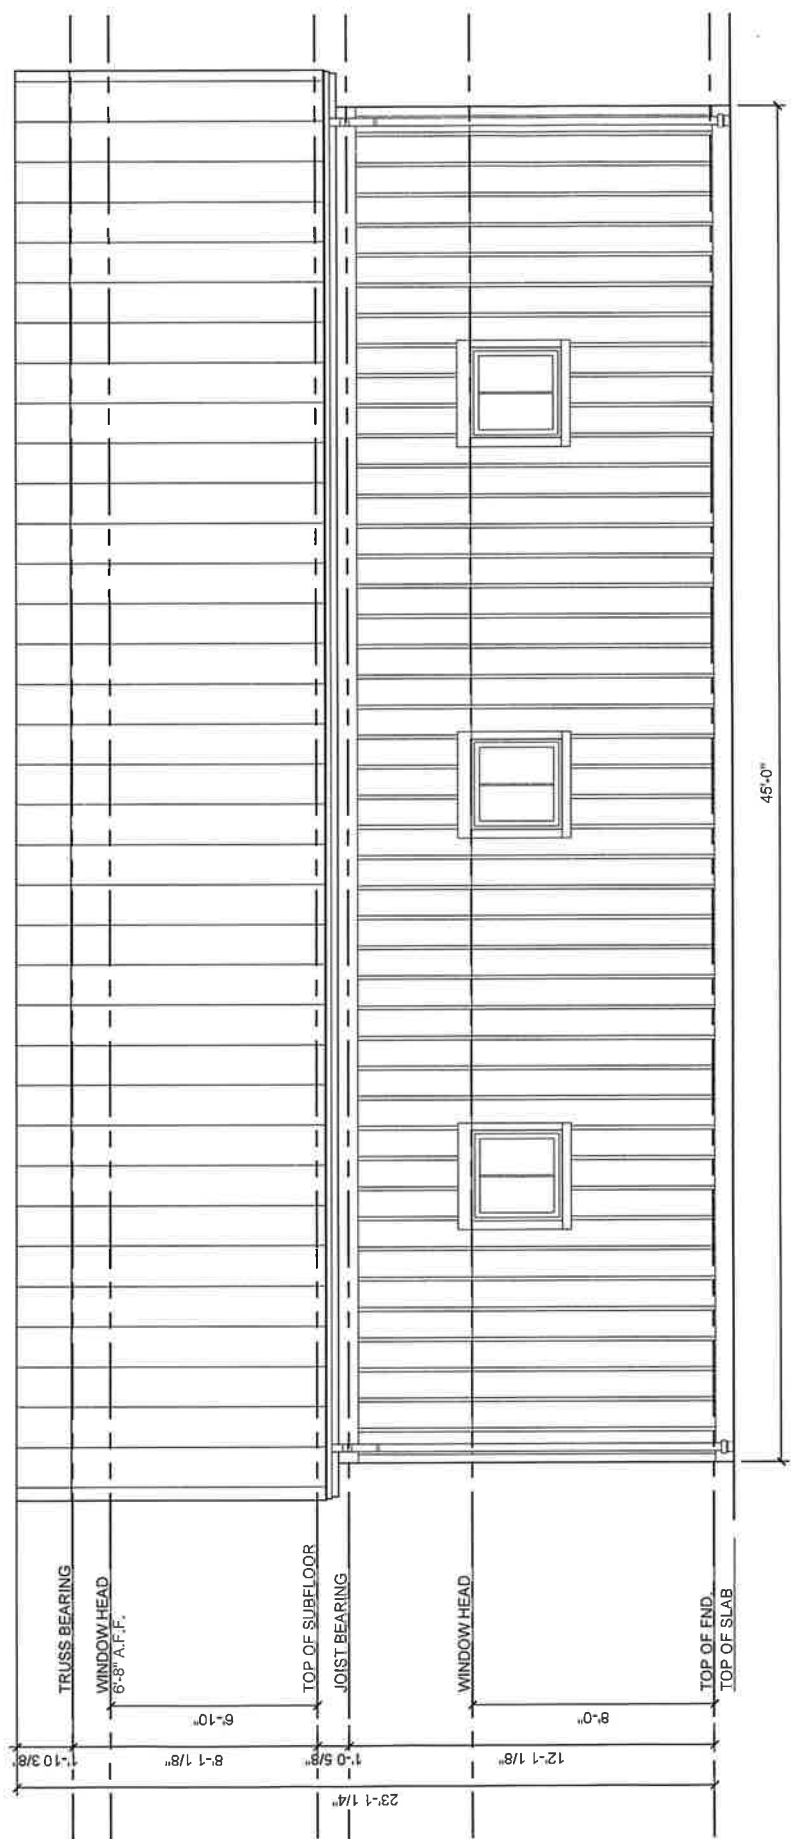 TRUSS BEARING
WINDOW HEAD
6'-8" A.F.F.
TOP OF SUBFLOOR
JOIST BEARING
WINDOW HEAD
TOP OF FND.
TOP OF SLAB
6'-10"
8'-0"
1'-10 3/8"
8'-1 1/8"
1'-0 5/8"
12'-1 1/8"
23'-1 1/4"
45'-0"